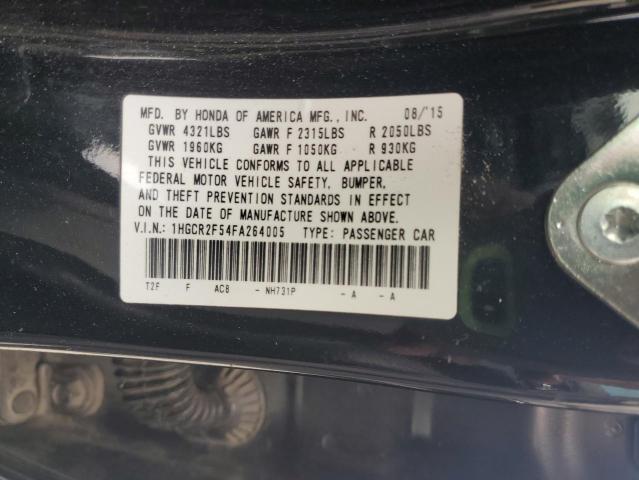 MFD. BY HONDA OF AMERICA MFG., INC. 08/'15
GVWR 4321LBS GAWR F 2315LBS R 2050LBS
GVWR 1960KG GAWR F 1050KG R 930KG
THIS VEHICLE CONFORMS TO ALL APPLICABLE
FEDERAL MOTOR VEHICLE SAFETY, BUMPER,
AND THEFT PREVENTION STANDARDS IN EFFECT
ON THE DATE OF MANUFACTURE SHOWN ABOVE.
V.I.N.: 1HGCR2F54FA264005 TYPE: PASSENGER CAR
T2F F AC8 - NH731P - A - A